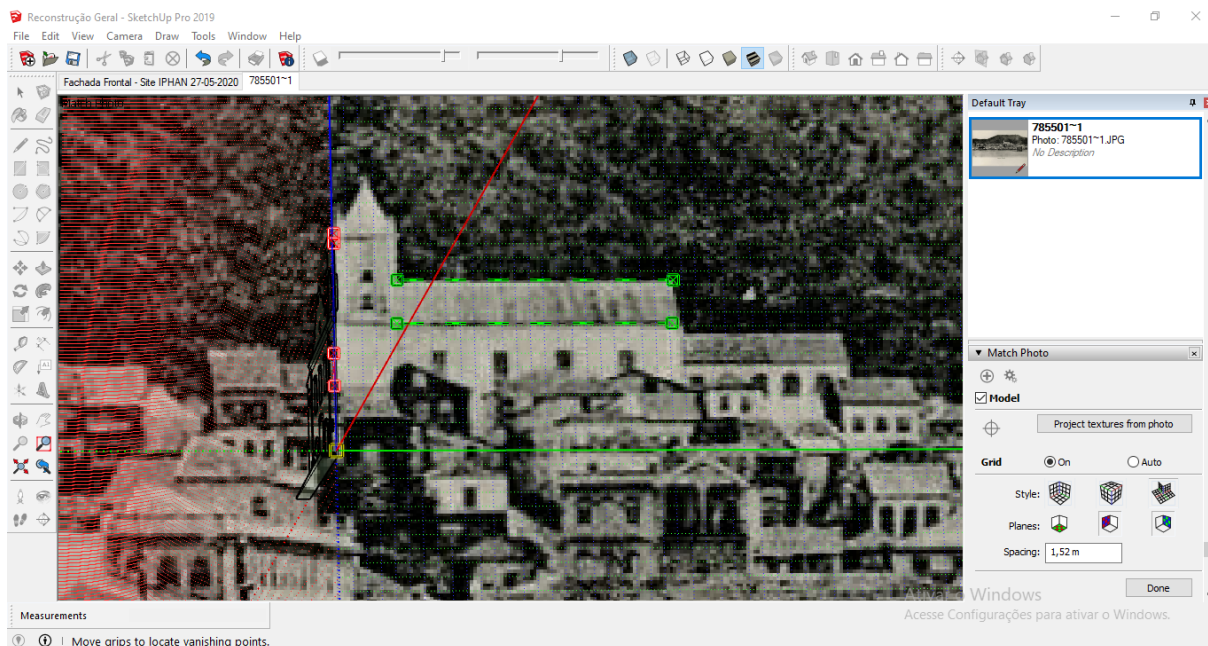 Reconstrução Geral - SketchUp Pro 2019
File Edit View Camera Draw Tools Window Help
Fachada Frontal - Site IPHAN 27-05-2020 785501~1
Match Photo
Default Tray
785501~1
Photo: 785501~1.JPG
No Description
Match Photo
Model
Project textures from photo
Grid On Auto
Style:
Planes:
Spacing: 1,52 m
Done
Ativar o Windows
Acesse Configurações para ativar o Windows.
Measurements
Move grips to locate vanishing points.